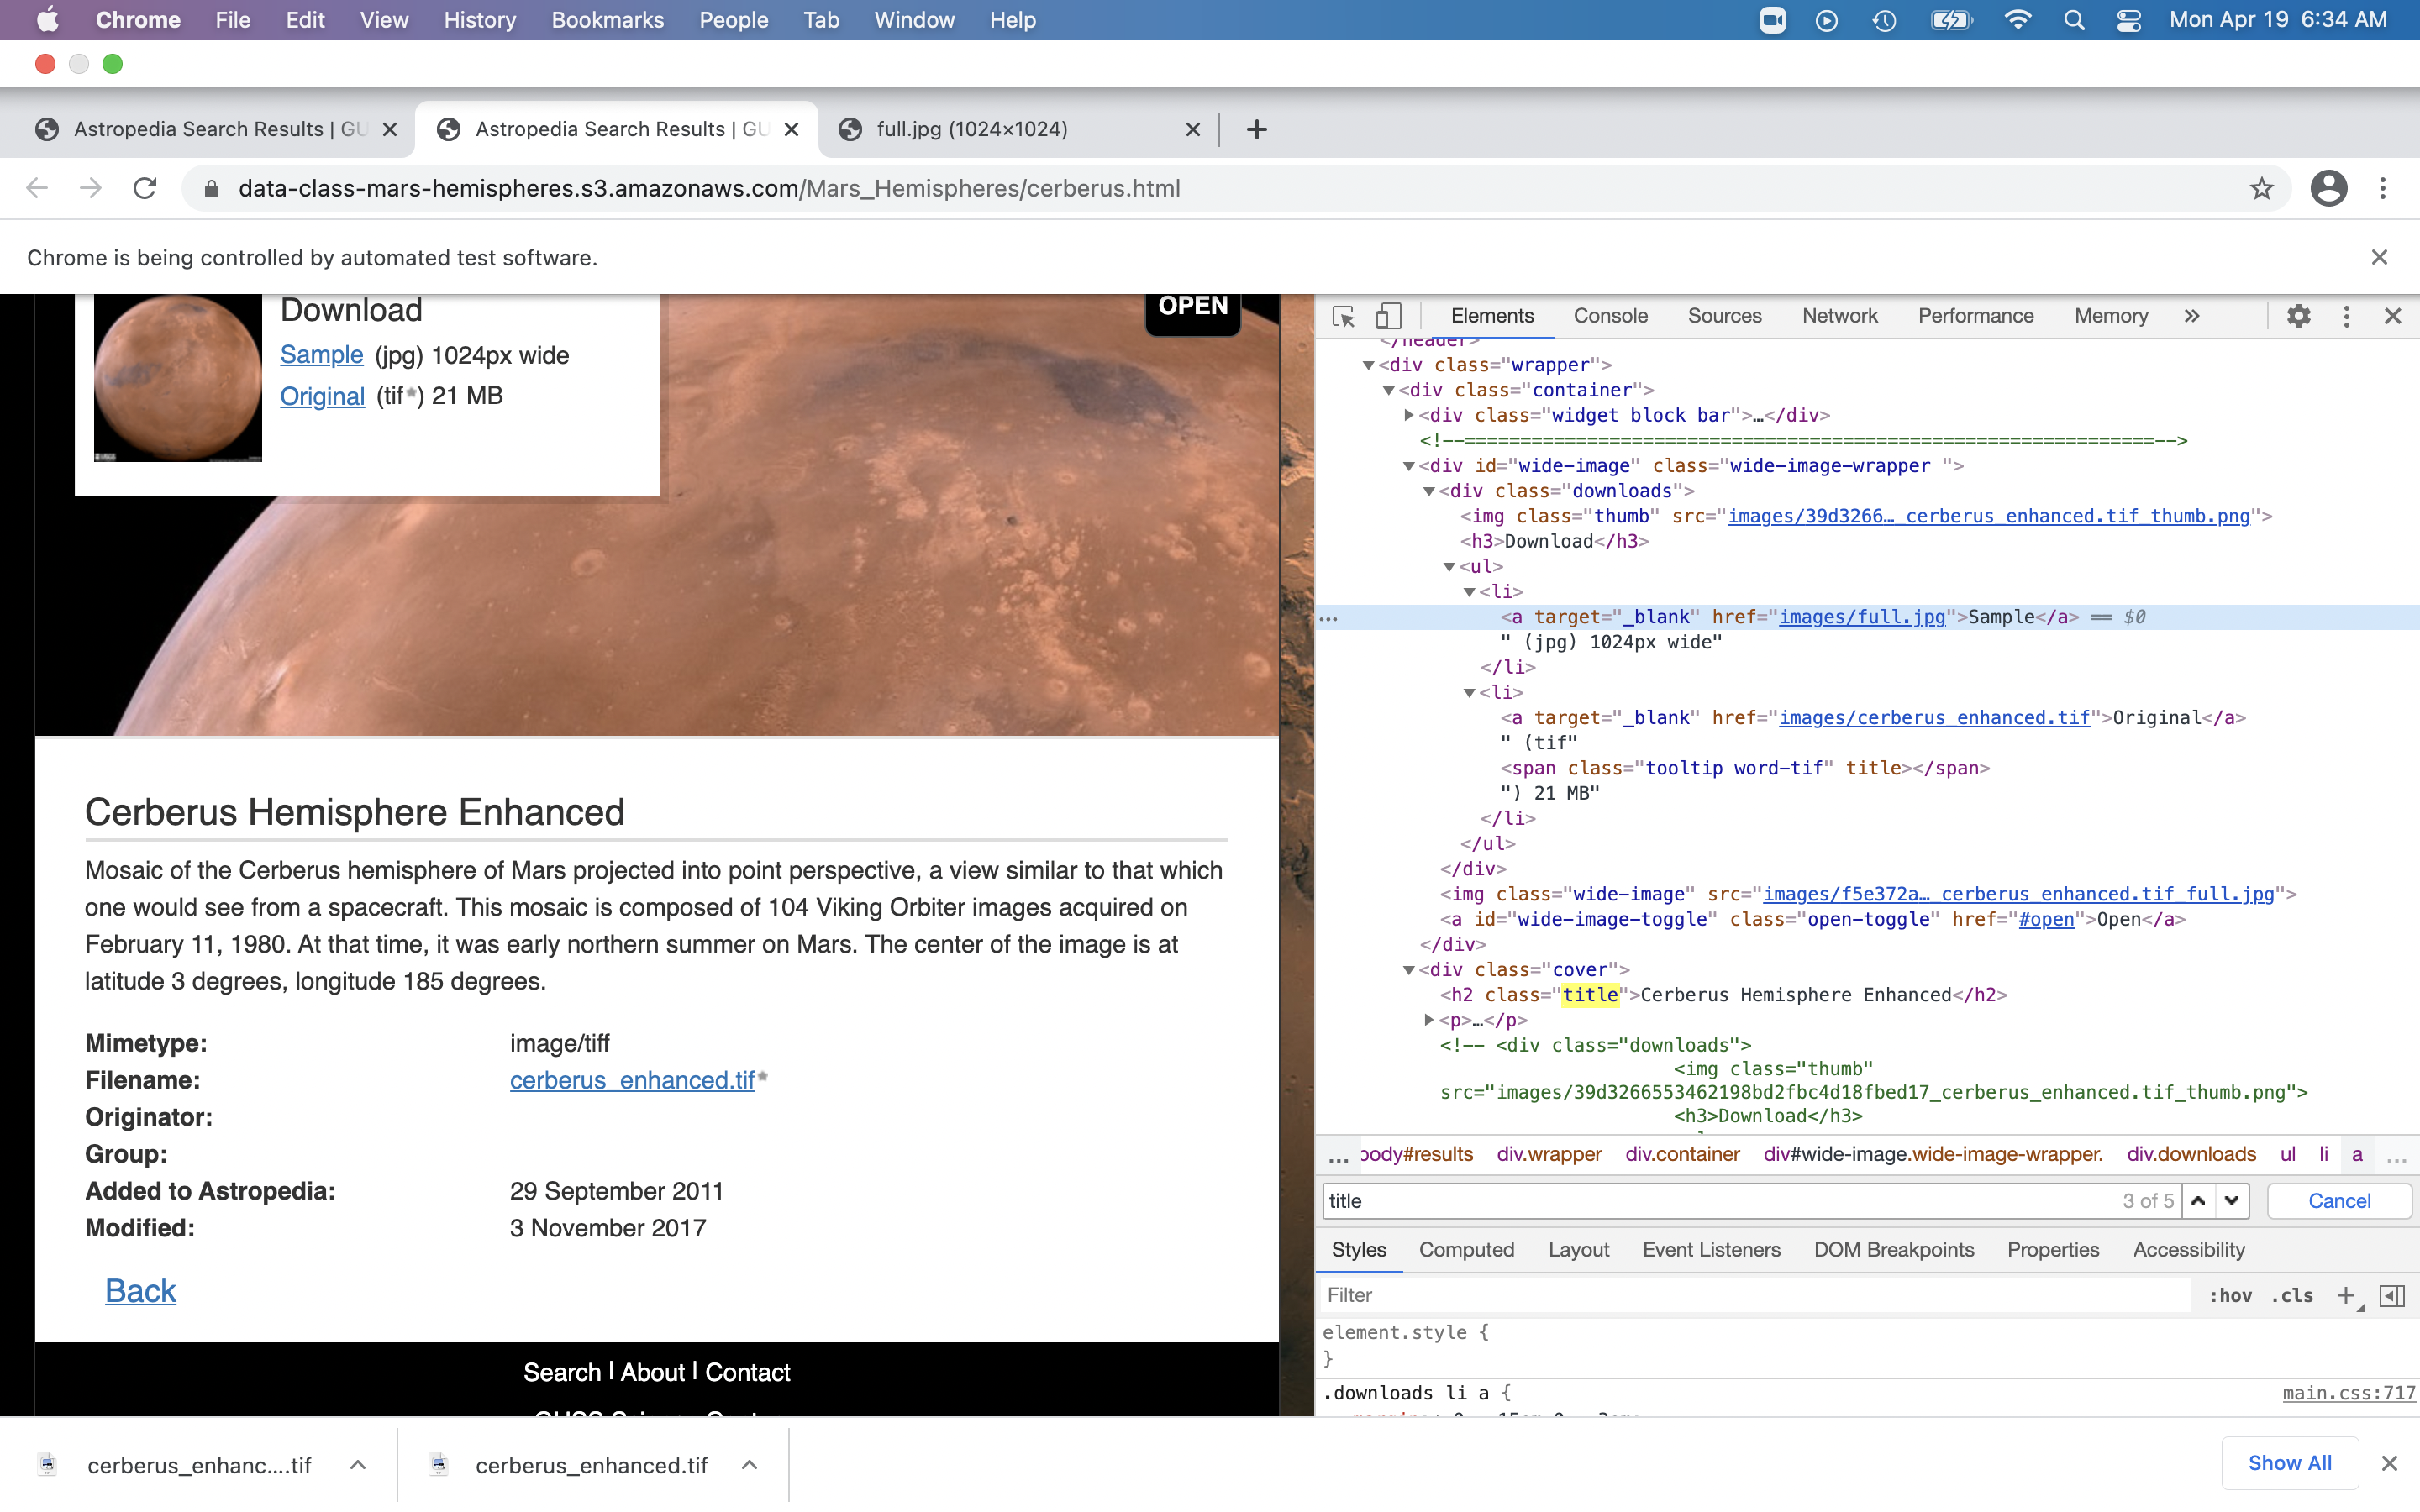 Chrome File Edit View History Bookmarks People Tab Window Help Mon Apr 19 6:34 AM
Astropedia Search Results | GU Astropedia Search Results | GU full.jpg (1024×1024)
data-class-mars-hemispheres.s3.amazonaws.com/Mars_Hemispheres/cerberus.html
Chrome is being controlled by automated test software.
Download
OPEN
Sample (jpg) 1024px wide
Original (tif*) 21 MB
Cerberus Hemisphere Enhanced
Mosaic of the Cerberus hemisphere of Mars projected into point perspective, a view similar to that which
one would see from a spacecraft. This mosaic is composed of 104 Viking Orbiter images acquired on
February 11, 1980. At that time, it was early northern summer on Mars. The center of the image is at
latitude 3 degrees, longitude 185 degrees.
Mimetype: image/tiff
Filename: cerberus_enhanced.tif*
Originator:
Group:
Added to Astropedia: 29 September 2011
Modified: 3 November 2017
Back
Search | About | Contact
Elements Console Sources Network Performance Memory »
</header>
<div class="wrapper">
<div class="container">
<div class="widget block bar">…</div>
<!--==============================================================-->
<div id="wide-image" class="wide-image-wrapper ">
<div class="downloads">
<img class="thumb" src="images/39d3266…_cerberus_enhanced.tif_thumb.png">
<h3>Download</h3>
<ul>
<li>
… <a target="_blank" href="images/full.jpg">Sample</a> == $0
" (jpg) 1024px wide"
</li>
<li>
<a target="_blank" href="images/cerberus_enhanced.tif">Original</a>
" (tif"
<span class="tooltip word-tif" title></span>
") 21 MB"
</li>
</ul>
</div>
<img class="wide-image" src="images/f5e372a…_cerberus_enhanced.tif_full.jpg">
<a id="wide-image-toggle" class="open-toggle" href="#open">Open</a>
</div>
<div class="cover">
<h2 class="title">Cerberus Hemisphere Enhanced</h2>
<p>…</p>
<!-- <div class="downloads">
<img class="thumb"
src="images/39d3266553462198bd2fbc4d18fbed17_cerberus_enhanced.tif_thumb.png">
<h3>Download</h3>
… body#results div.wrapper div.container div#wide-image.wide-image-wrapper. div.downloads ul li a …
title 3 of 5 Cancel
Styles Computed Layout Event Listeners DOM Breakpoints Properties Accessibility
Filter :hov .cls +
element.style {
}
.downloads li a { main.css:717
cerberus_enhanc....tif cerberus_enhanced.tif Show All